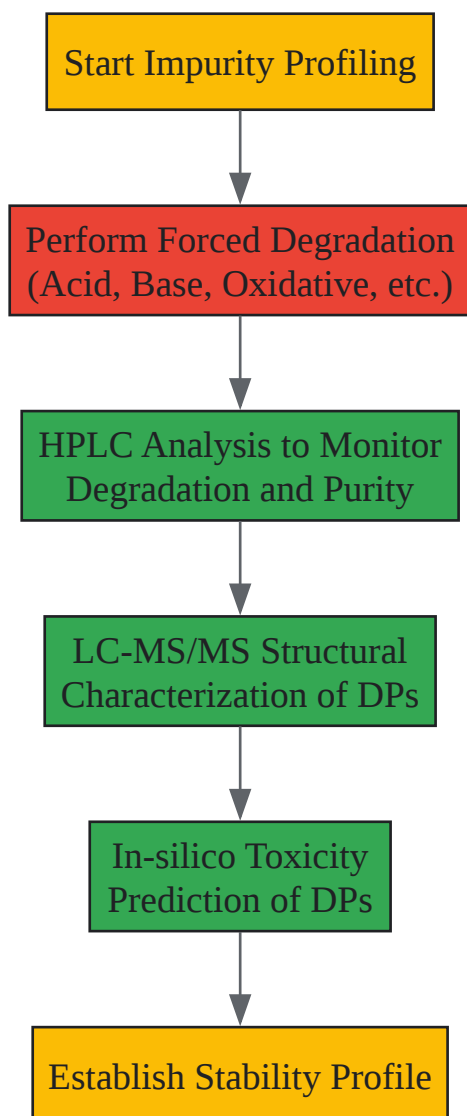 Start Impurity Profiling
Perform Forced Degradation
(Acid, Base, Oxidative, etc.)
HPLC Analysis to Monitor
Degradation and Purity
LC-MS/MS Structural
Characterization of DPs
In-silico Toxicity
Prediction of DPs
Establish Stability Profile